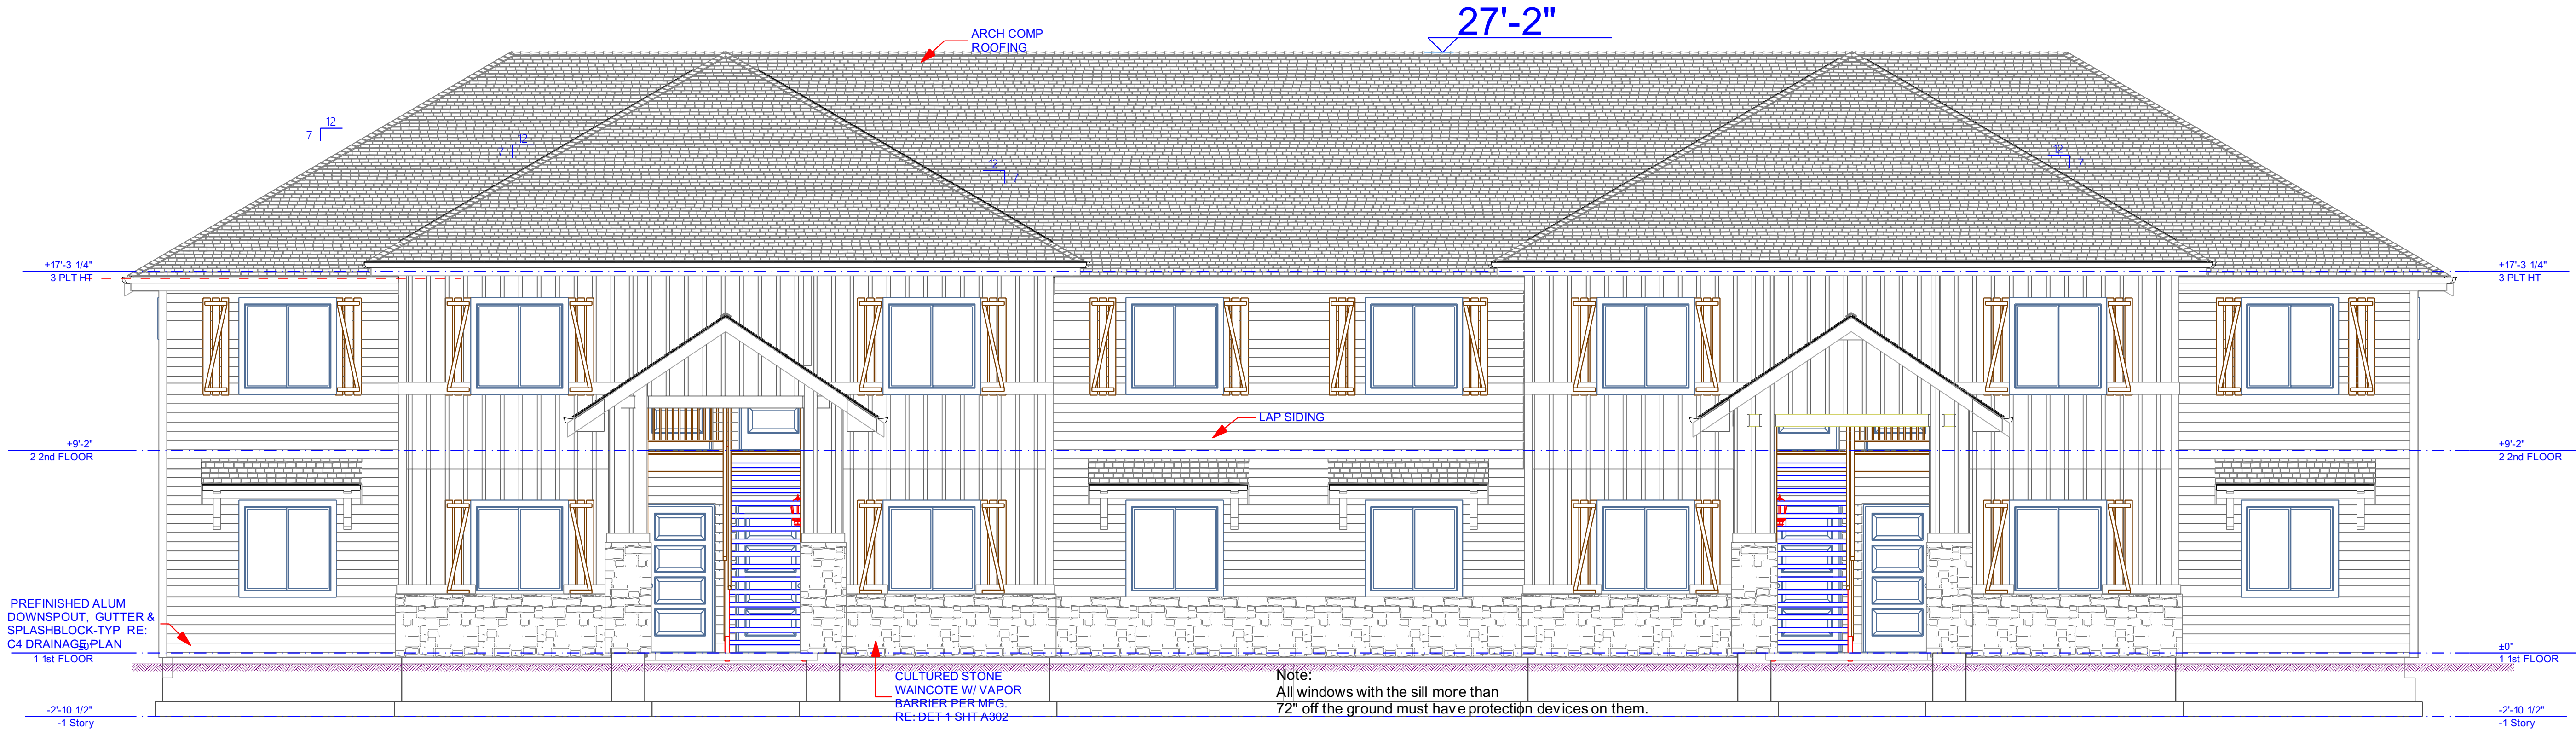 27'-2"
ARCH COMP
ROOFING
12
7
12
7
12
7
12
7
+17'-3 1/4"
3 PLT HT
+17'-3 1/4"
3 PLT HT
LAP SIDING
+9'-2"
2 2nd FLOOR
+9'-2"
2 2nd FLOOR
PREFINISHED ALUM
DOWNSPOUT, GUTTER &
SPLASHBLOCK-TYP RE:
C4 DRAINAGE PLAN
±0"
1 1st FLOOR
±0"
1 1st FLOOR
CULTURED STONE
WAINCOTE W/ VAPOR
BARRIER PER MFG.
RE: DET 1 SHT A302
Note:
All windows with the sill more than
72" off the ground must have protection devices on them.
-2'-10 1/2"
-1 Story
-2'-10 1/2"
-1 Story